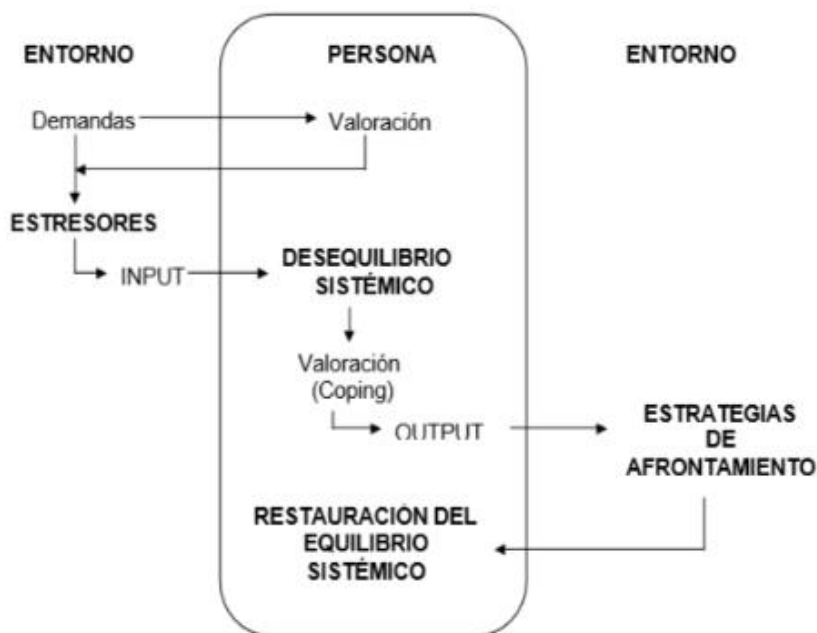 ENTORNO
PERSONA
ENTORNO
Demandas
Valoración
ESTRESORES
INPUT
DESEQUILIBRIO
SISTÉMICO
Valoración
(Coping)
OUTPUT
ESTRATEGIAS
DE
AFRONTAMIENTO
RESTAURACIÓN DEL
EQUILIBRIO
SISTÉMICO